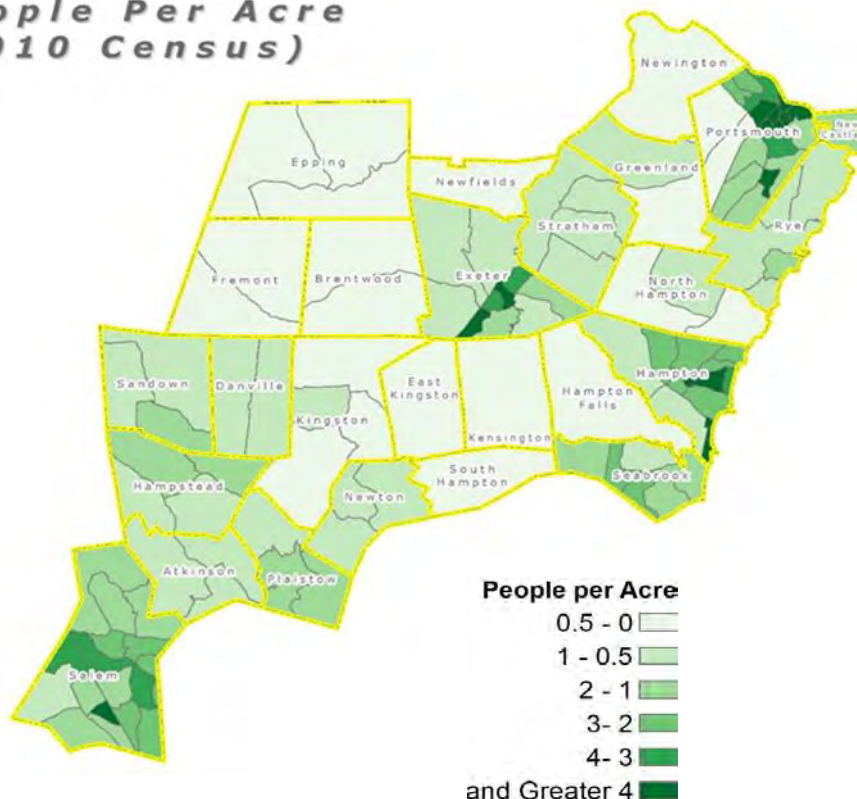 ople Per Acre
010 Census)
Newington
Portsmouth
New
Castle
Epping
Newfields
Greenland
Stratham
Rye
Exeter
Fremont
Brentwood
North
Hampton
Sandown
Danville
East
Kingston
Hampton
Falls
Hampton
Kingston
Kensington
South
Hampton
Seabrook
Hampstead
Newton
Atkinson
Plaistow
Salem
People per Acre
0.5 - 0
1 - 0.5
2 - 1
3- 2
4- 3
and Greater 4